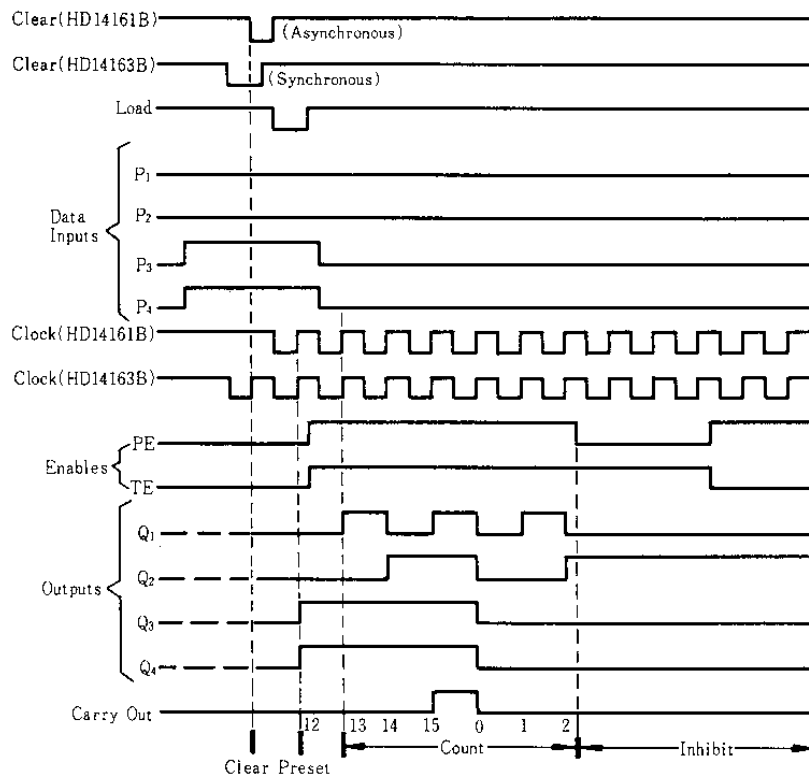 Clear(HD14161B)
(Asynchronous)
Clear(HD14163B)
(Synchronous)
Load
P1
Data
Inputs
P2
P3
P4
Clock(HD14161B)
Clock(HD14163B)
PE
Enables
TE
Q1
Q2
Outputs
Q3
Q4
Carry Out
12 13 14 15 0 1 2
Count
Inhibit
Clear Preset